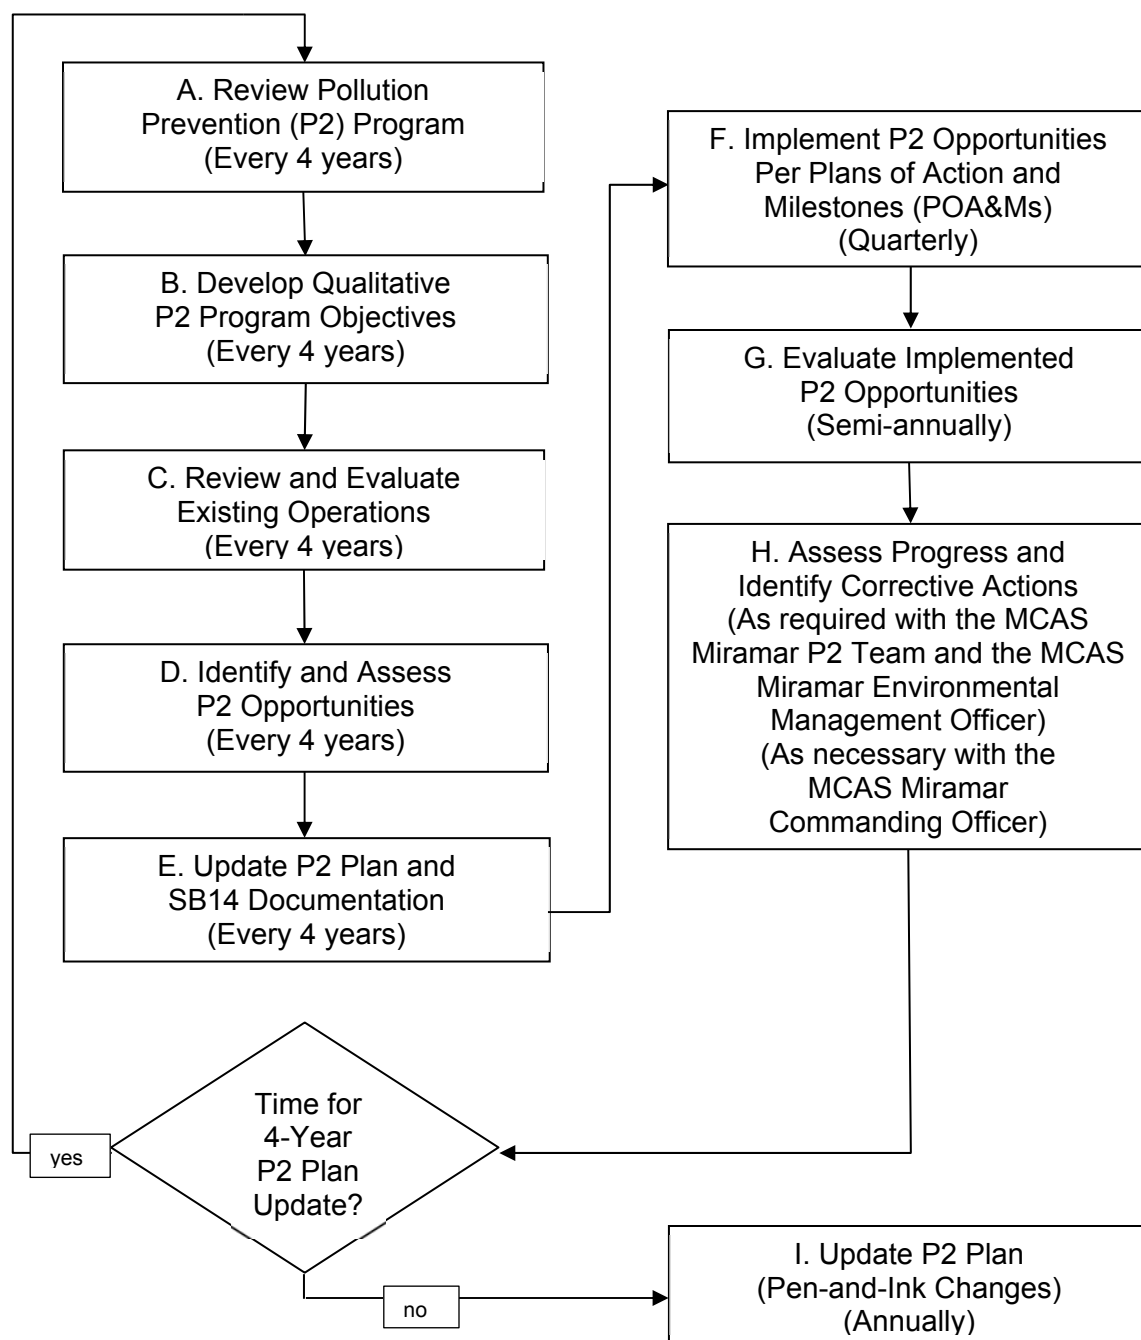 A. Review Pollution
Prevention (P2) Program
(Every 4 years)
B. Develop Qualitative
P2 Program Objectives
(Every 4 years)
C. Review and Evaluate
Existing Operations
(Every 4 years)
D. Identify and Assess
P2 Opportunities
(Every 4 years)
E. Update P2 Plan and
SB14 Documentation
(Every 4 years)
F. Implement P2 Opportunities
Per Plans of Action and
Milestones (POA&Ms)
(Quarterly)
G. Evaluate Implemented
P2 Opportunities
(Semi-annually)
H. Assess Progress and
Identify Corrective Actions
(As required with the MCAS
Miramar P2 Team and the MCAS
Miramar Environmental
Management Officer)
(As necessary with the
MCAS Miramar
Commanding Officer)
Time for
4-Year
P2 Plan
Update?
yes
no
I. Update P2 Plan
(Pen-and-Ink Changes)
(Annually)